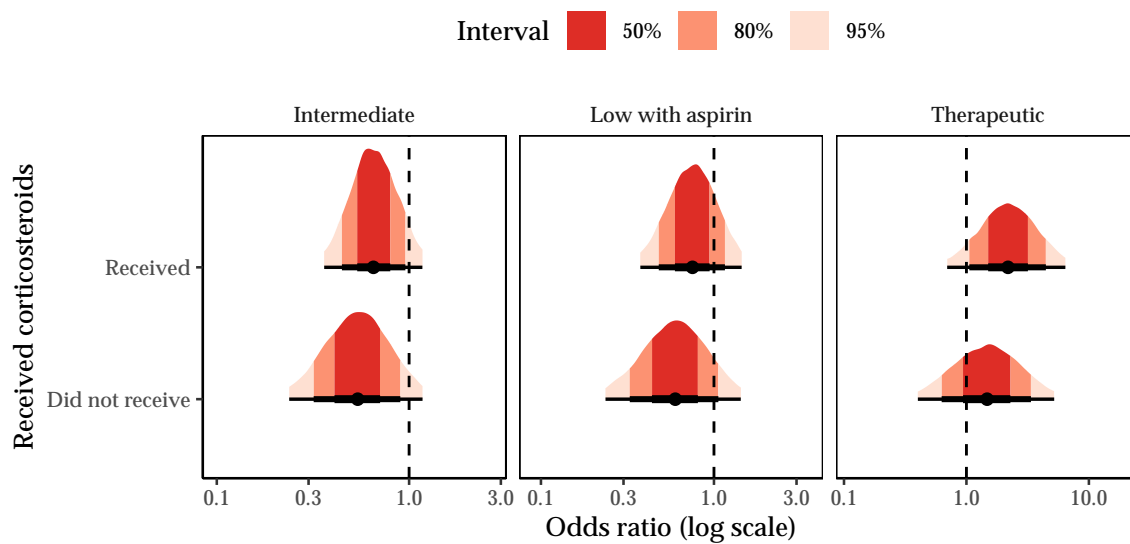 Interval 50% 80% 95%
Intermediate Low with aspirin Therapeutic
Received corticosteroids
Received
Did not receive
0.1 0.3 1.0 3.0 0.1 0.3 1.0 3.0 0.1 1.0 10.0
Odds ratio (log scale)